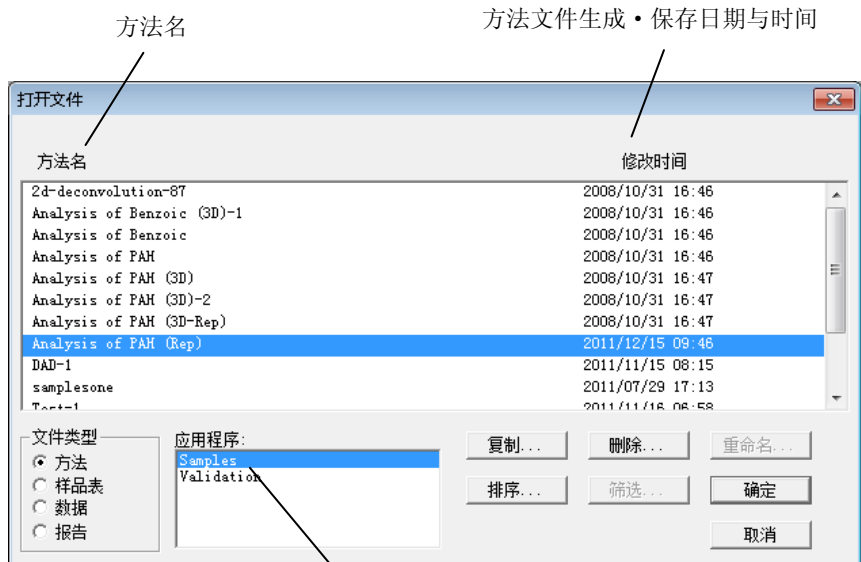 方法名
方法文件生成・保存日期与时间
打开文件
方法名 修改时间
2d-deconvolution-87 2008/10/31 16:46
Analysis of Benzoic (3D)-1 2008/10/31 16:46
Analysis of Benzoic 2008/10/31 16:46
Analysis of PAH 2008/10/31 16:46
Analysis of PAH (3D) 2008/10/31 16:47
Analysis of PAH (3D)-2 2008/10/31 16:47
Analysis of PAH (3D-Rep) 2008/10/31 16:47
Analysis of PAH (Rep) 2011/12/15 09:46
DAD-1 2011/11/15 08:15
samplesone 2011/07/29 17:13
Test-1 2011/11/16 06:58
文件类型
方法
样品表
数据
报告
应用程序:
Samples
Validation
复制... 删除... 重命名...
排序... 筛选... 确定
取消